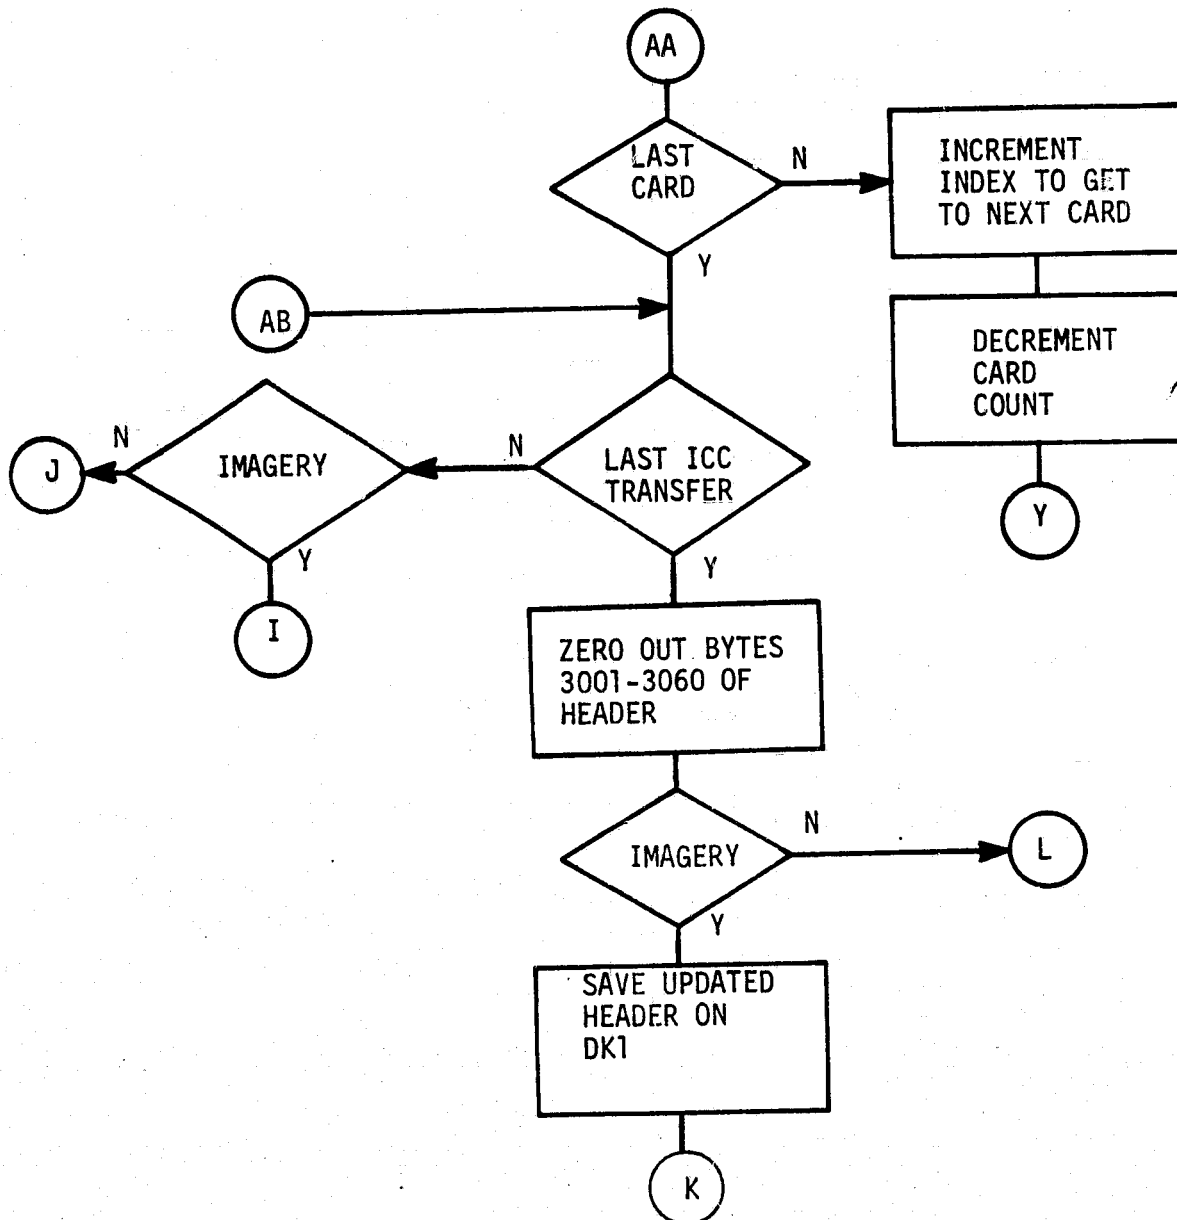 AA
LAST
CARD
N
INCREMENT
INDEX TO GET
TO NEXT CARD
Y
AB
DECREMENT
CARD
COUNT
J
N
IMAGERY
N
LAST ICC
TRANSFER
Y
Y
Y
I
ZERO OUT BYTES
3001-3060 OF
HEADER
N
IMAGERY
L
Y
SAVE UPDATED
HEADER ON
DK1
K